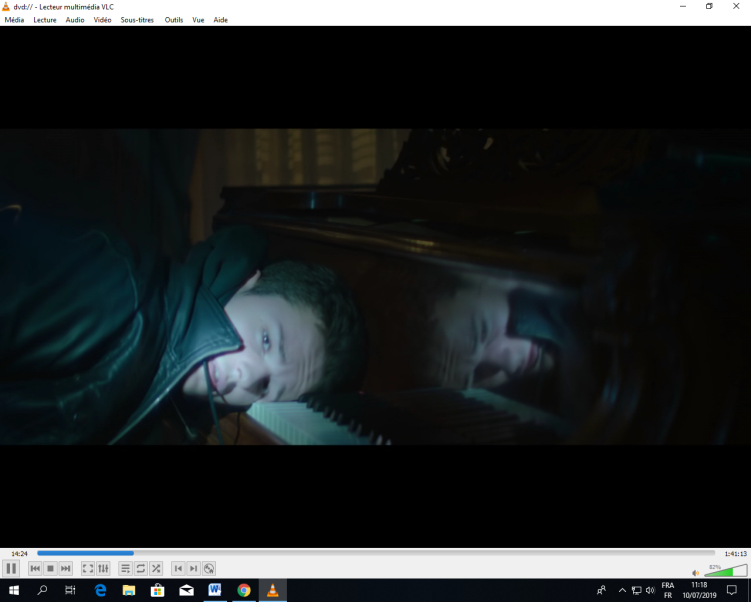 dvd:// - Lecteur multimédia VLC
Média Lecture Audio Vidéo Sous-titres Outils Vue Aide
14:24
1:41:13
82%
FRA
11:18
FR
10/07/2019